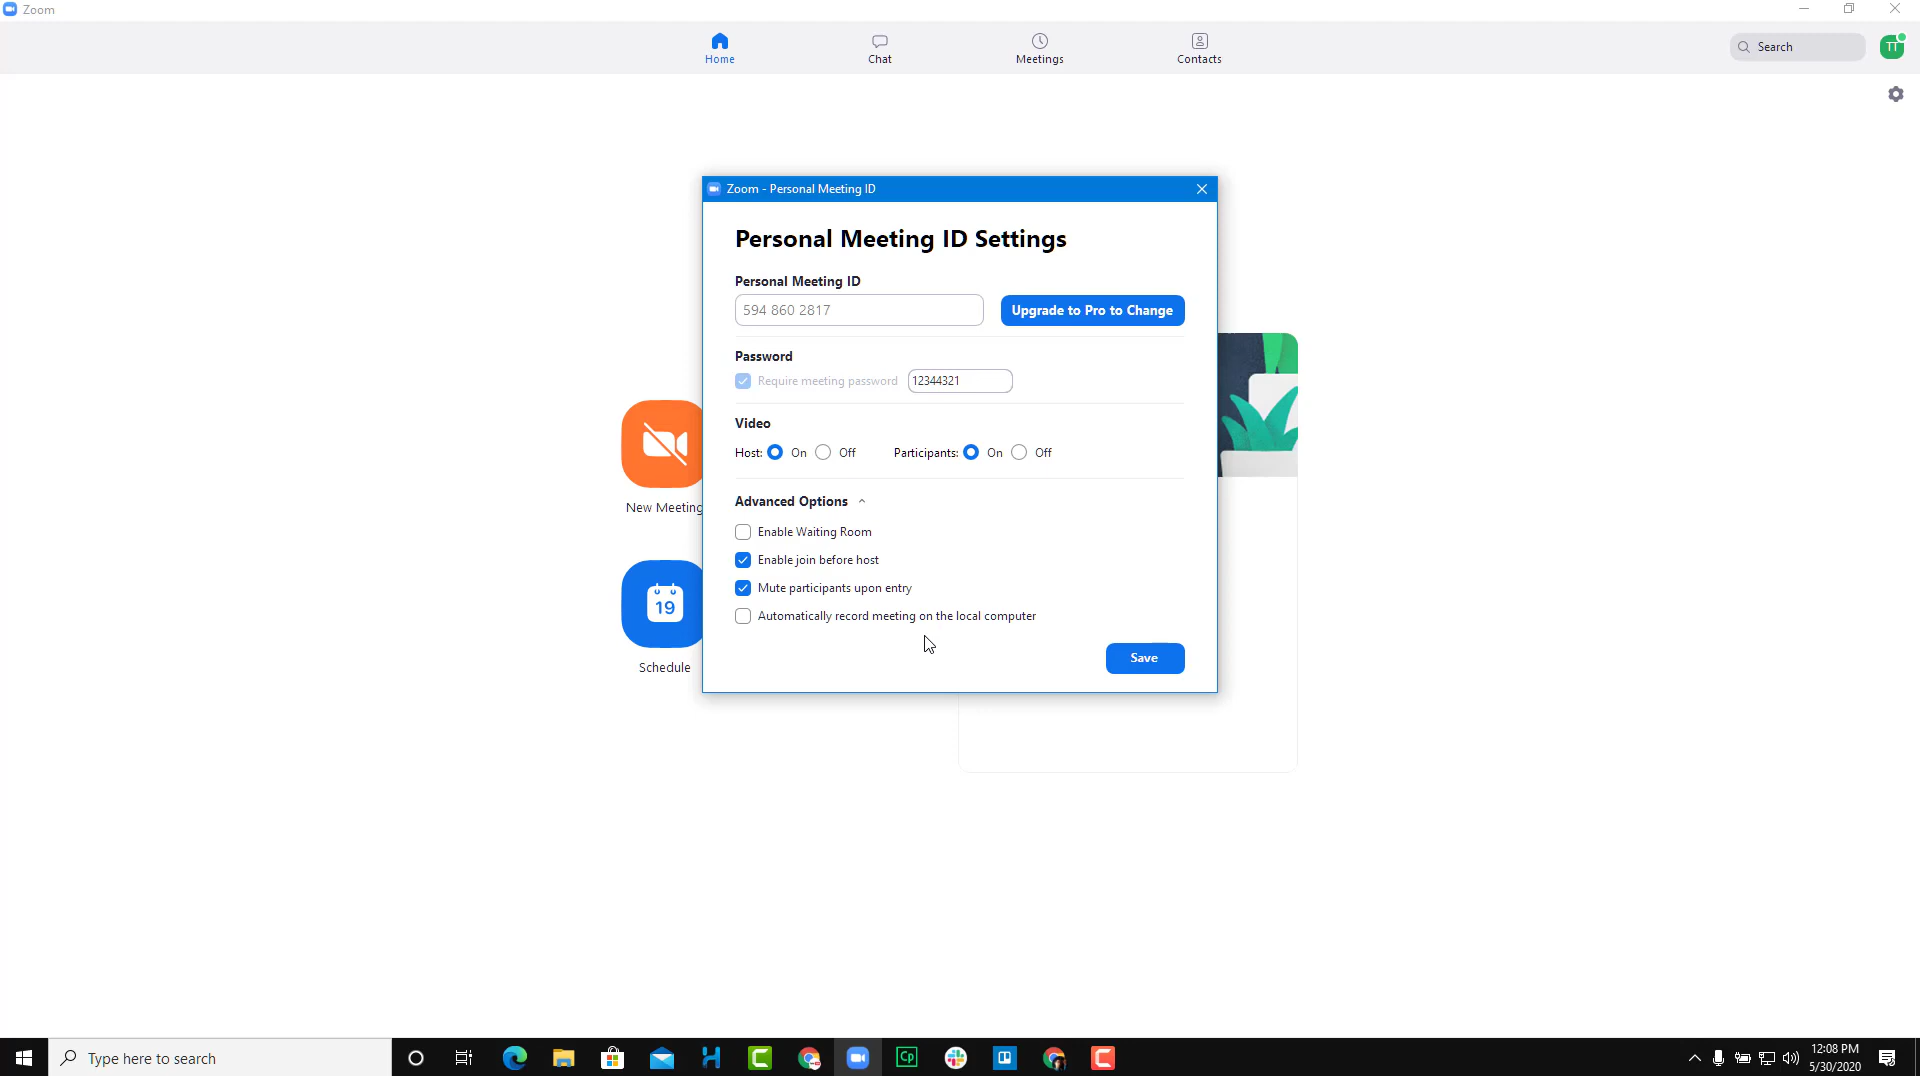 Zoom
Home
Chat
Meetings
Contacts
Search
TT
Zoom - Personal Meeting ID
Personal Meeting ID Settings
Personal Meeting ID
594 860 2817
Upgrade to Pro to Change
Password
Require meeting password
12344321
Video
Host: On Off Participants: On Off
Advanced Options
Enable Waiting Room
Enable join before host
Mute participants upon entry
Automatically record meeting on the local computer
Save
New Meeting
19
Schedule
Type here to search
Cp
12:08 PM
5/30/2020